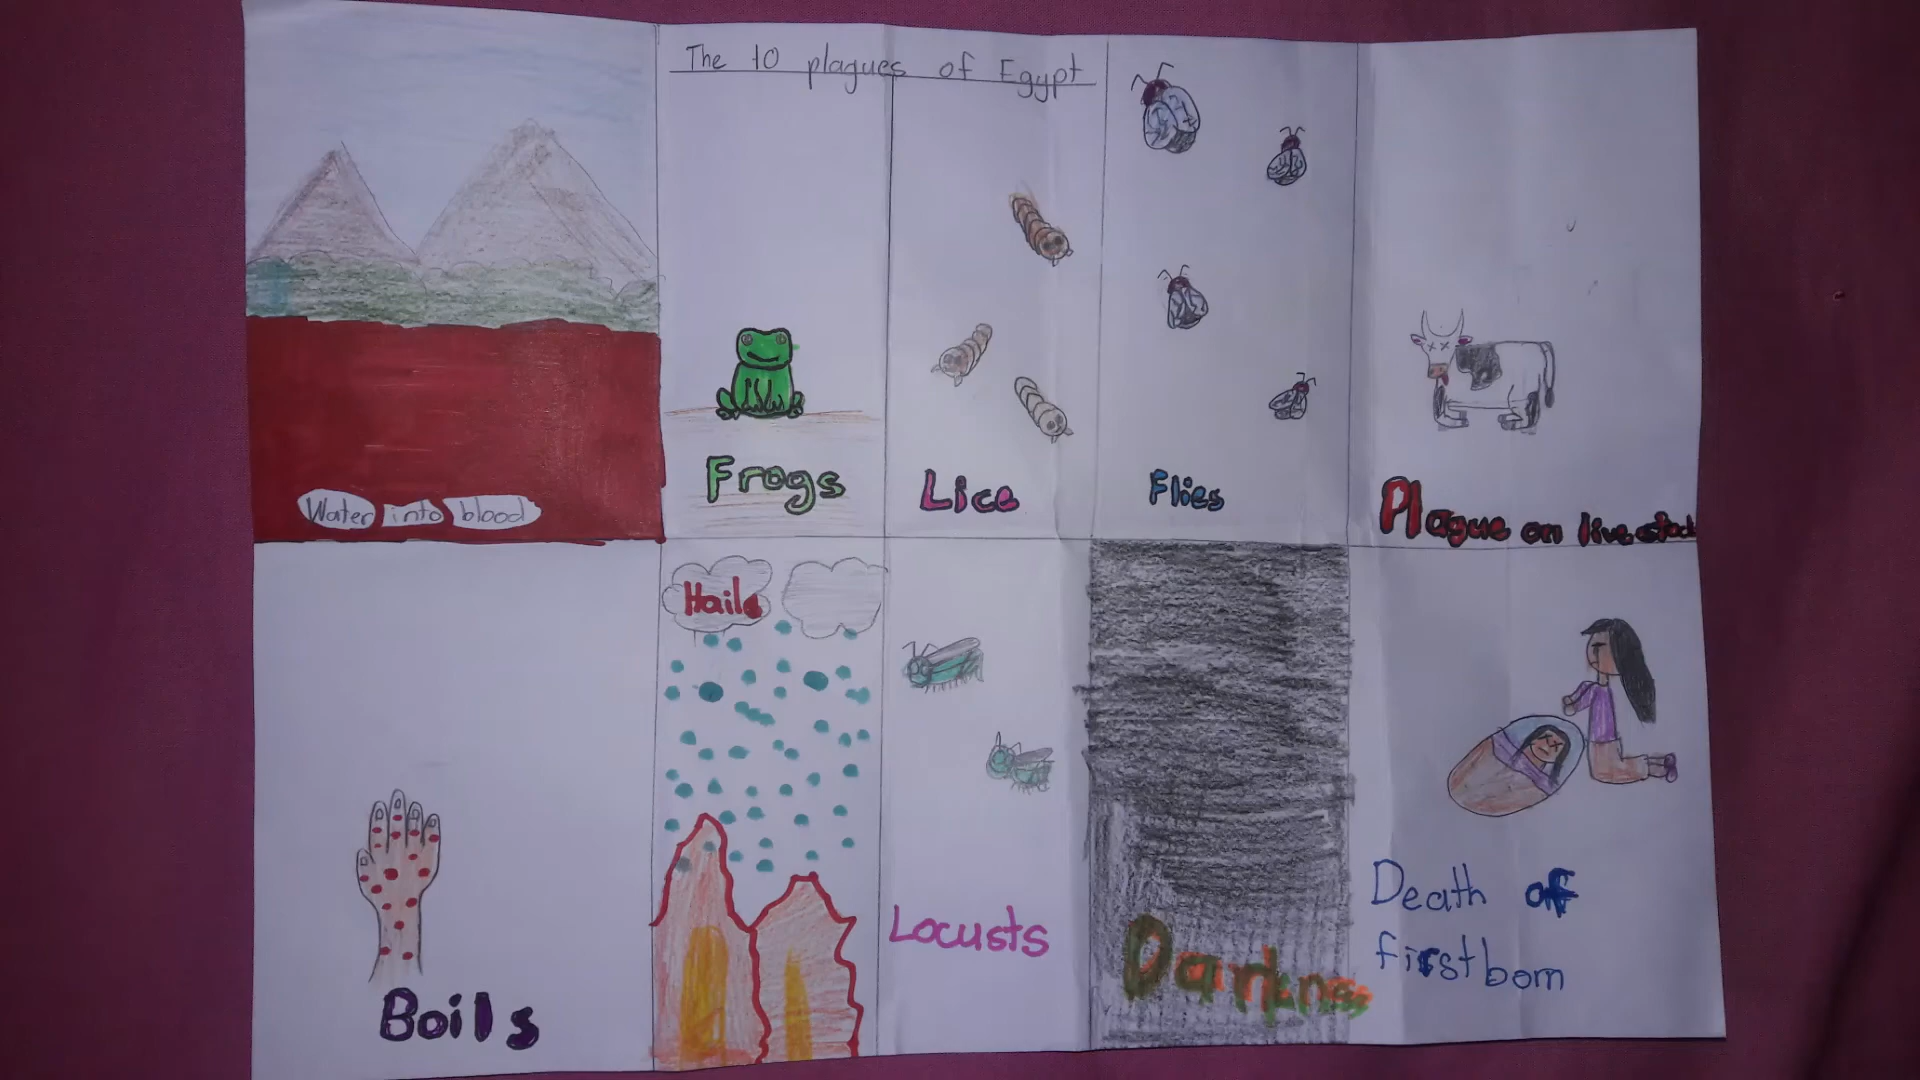 The 10 plagues of Egypt
Water into blood
Frogs
Lice
Flies
Plague on livestock
Boils
Hail
Locusts
Darkness
Death of
firstborn